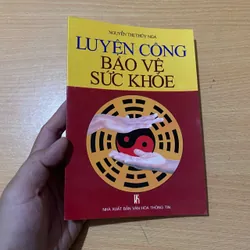 NGUYỄN THỊ THÚY NGA
LUYỆN CÔNG
BẢO VỆ
SỨC KHỎE
NHÀ XUẤT BẢN VĂN HÓA THÔNG TIN